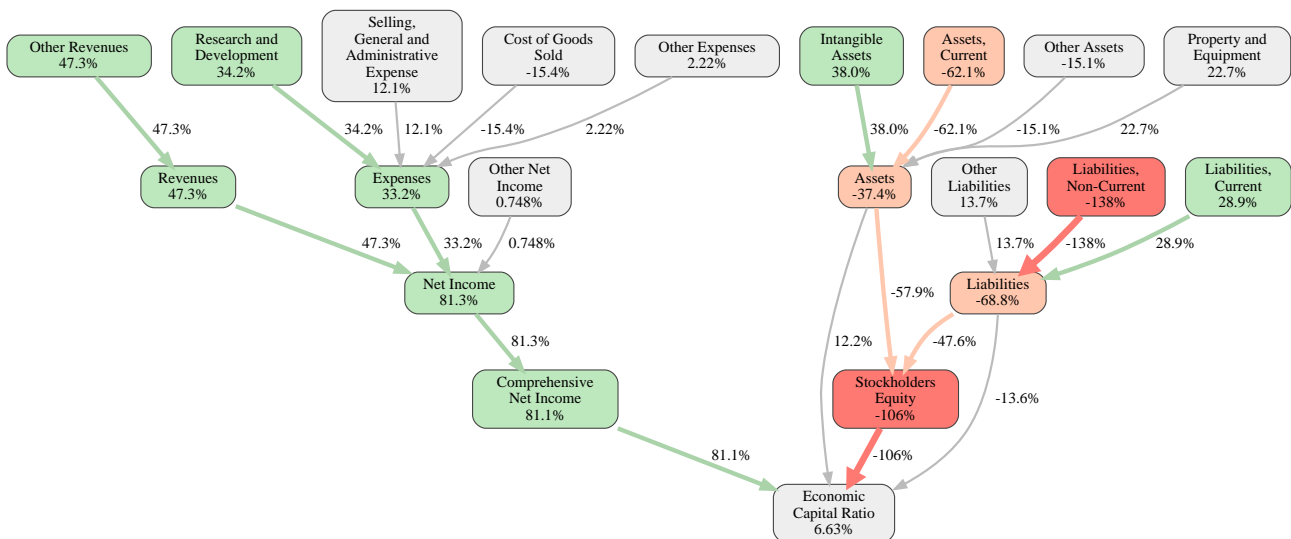 Other Revenues
47.3%
Research and
Development
34.2%
Selling,
General and
Administrative
Expense
12.1%
Cost of Goods
Sold
-15.4%
Other Expenses
2.22%
Intangible
Assets
38.0%
Assets,
Current
-62.1%
Other Assets
-15.1%
Property and
Equipment
22.7%
47.3%
34.2%
12.1%
-15.4%
2.22%
38.0%
-62.1%
-15.1%
22.7%
Revenues
47.3%
Expenses
33.2%
Other Net
Income
0.748%
Assets
-37.4%
Other
Liabilities
13.7%
Liabilities,
Non-Current
-138%
Liabilities,
Current
28.9%
47.3%
33.2%
0.748%
13.7%
-138%
28.9%
Net Income
81.3%
-57.9%
Liabilities
-68.8%
81.3%
12.2%
-47.6%
Comprehensive
Net Income
81.1%
Stockholders
Equity
-106%
-13.6%
81.1%
-106%
Economic
Capital Ratio
6.63%